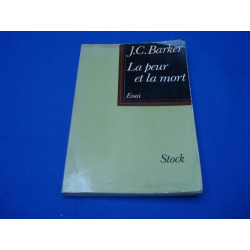 J.C. Barker
La peur
et la mort
Essai
Stock